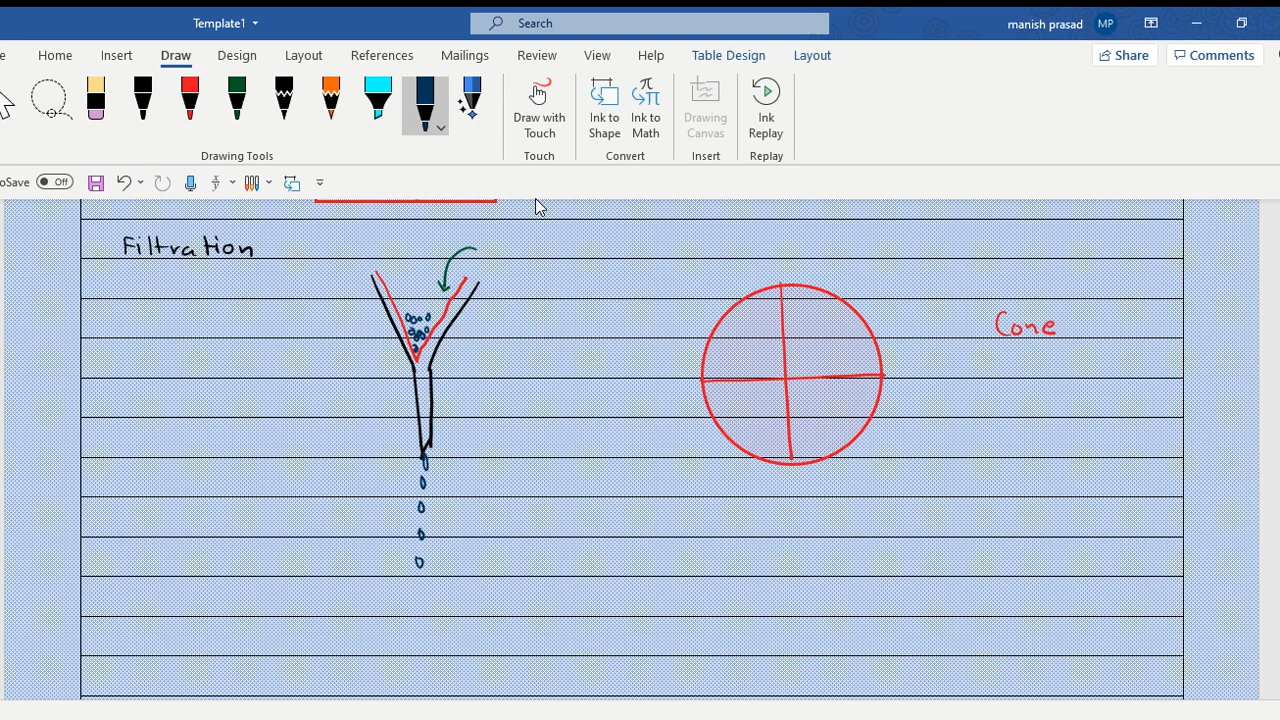 Template1
Search
manish prasad MP
e Home Insert Draw Design Layout References Mailings Review View Help Table Design Layout Share Comments
Draw with Touch
Ink to Shape
Ink to Math
Drawing Canvas
Ink Replay
Drawing Tools Touch Convert Insert Replay
oSave Off
Filtration
Cone